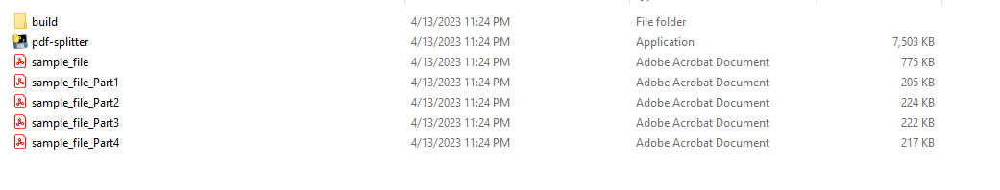 build 4/13/2023 11:24 PM File folder
pdf-splitter 4/13/2023 11:24 PM Application 7,503 KB
sample_file 4/13/2023 11:24 PM Adobe Acrobat Document 775 KB
sample_file_Part1 4/13/2023 11:24 PM Adobe Acrobat Document 205 KB
sample_file_Part2 4/13/2023 11:24 PM Adobe Acrobat Document 224 KB
sample_file_Part3 4/13/2023 11:24 PM Adobe Acrobat Document 222 KB
sample_file_Part4 4/13/2023 11:24 PM Adobe Acrobat Document 217 KB